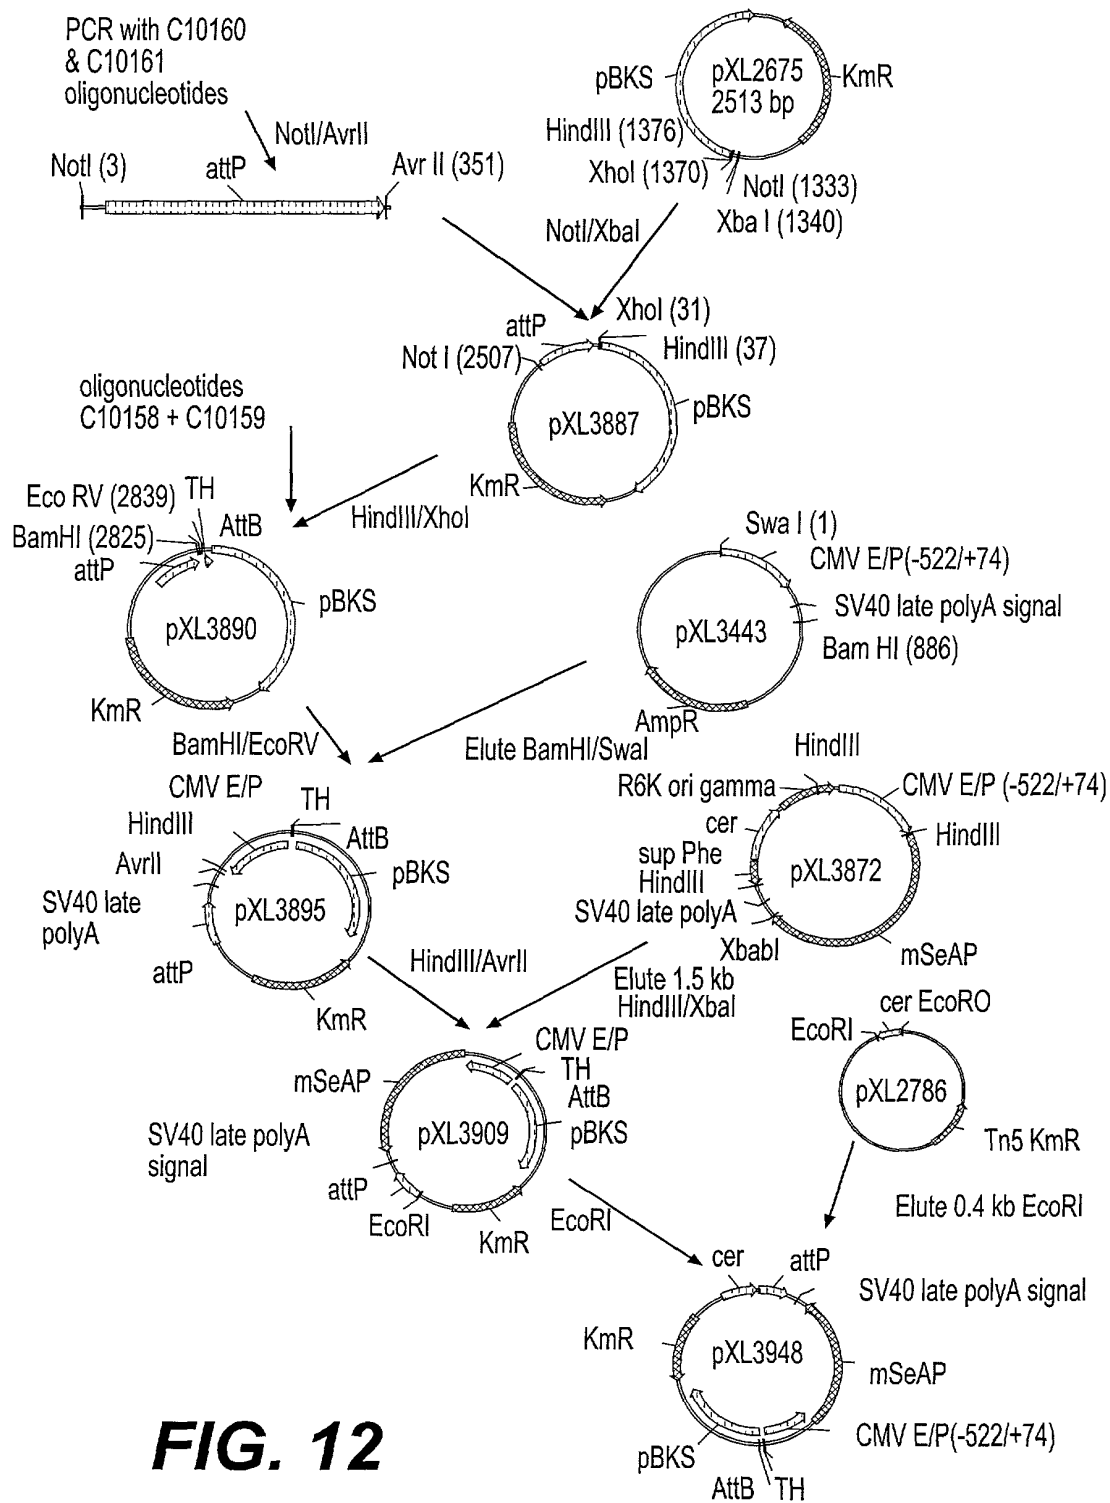 PCR with C10160
& C10161
oligonucleotides
NotI/AvrII
NotI (3)
attP
Avr II (351)
pBKS
pXL2675
2513 bp
KmR
HindIII (1376)
XhoI (1370)
NotI (1333)
Xba I (1340)
NotI/XbaI
XhoI (31)
attP
HindIII (37)
Not I (2507)
pBKS
pXL3887
KmR
oligonucleotides
C10158 + C10159
HindIII/XhoI
Eco RV (2839)
TH
AttB
BamHI (2825)
attP
pBKS
pXL3890
KmR
Swa I (1)
CMV E/P(-522/+74)
SV40 late polyA signal
pXL3443
Bam HI (886)
AmpR
BamHI/EcoRV
Elute BamHI/SwaI
CMV E/P
TH
HindIII
AttB
AvrII
pBKS
SV40 late
polyA
pXL3895
attP
KmR
HindIII
R6K ori gamma
CMV E/P (-522/+74)
cer
HindIII
sup Phe
HindIII
pXL3872
SV40 late polyA
XbabI
mSeAP
HindIII/AvrII
Elute 1.5 kb
HindIII/XbaI
CMV E/P
TH
mSeAP
AttB
pXL3909
pBKS
SV40 late polyA
signal
attP
EcoRI
KmR
EcoRI
cer EcoRO
EcoRI
pXL2786
Tn5 KmR
Elute 0.4 kb EcoRI
cer
attP
SV40 late polyA signal
KmR
pXL3948
mSeAP
CMV E/P(-522/+74)
pBKS
AttB
TH
FIG. 12